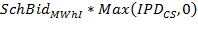 SchBid_MWhI * Max(IPD_CS, 0)